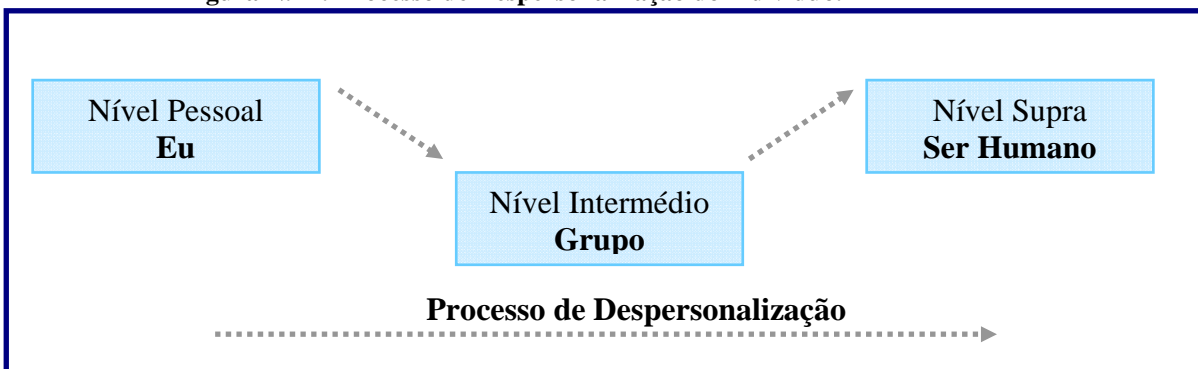 Nível Pessoal
Eu
Nível Supra
Ser Humano
Nível Intermédio
Grupo
Processo de Despersonalização